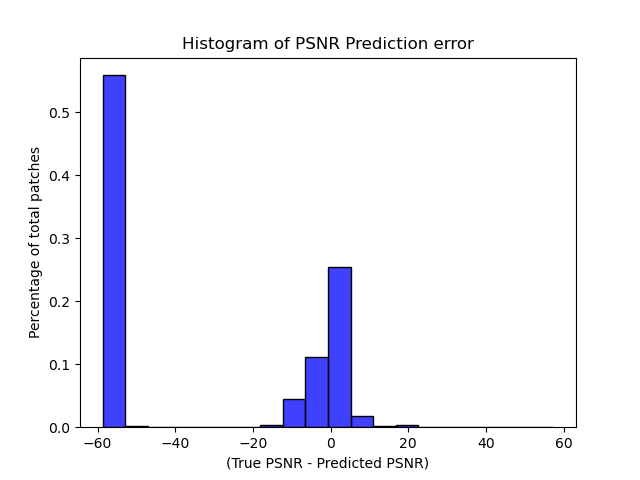 Histogram of PSNR Prediction error
Percentage of total patches
0.5
0.4
0.3
0.2
0.1
0.0
−60 −40 −20 0 20 40 60
(True PSNR - Predicted PSNR)